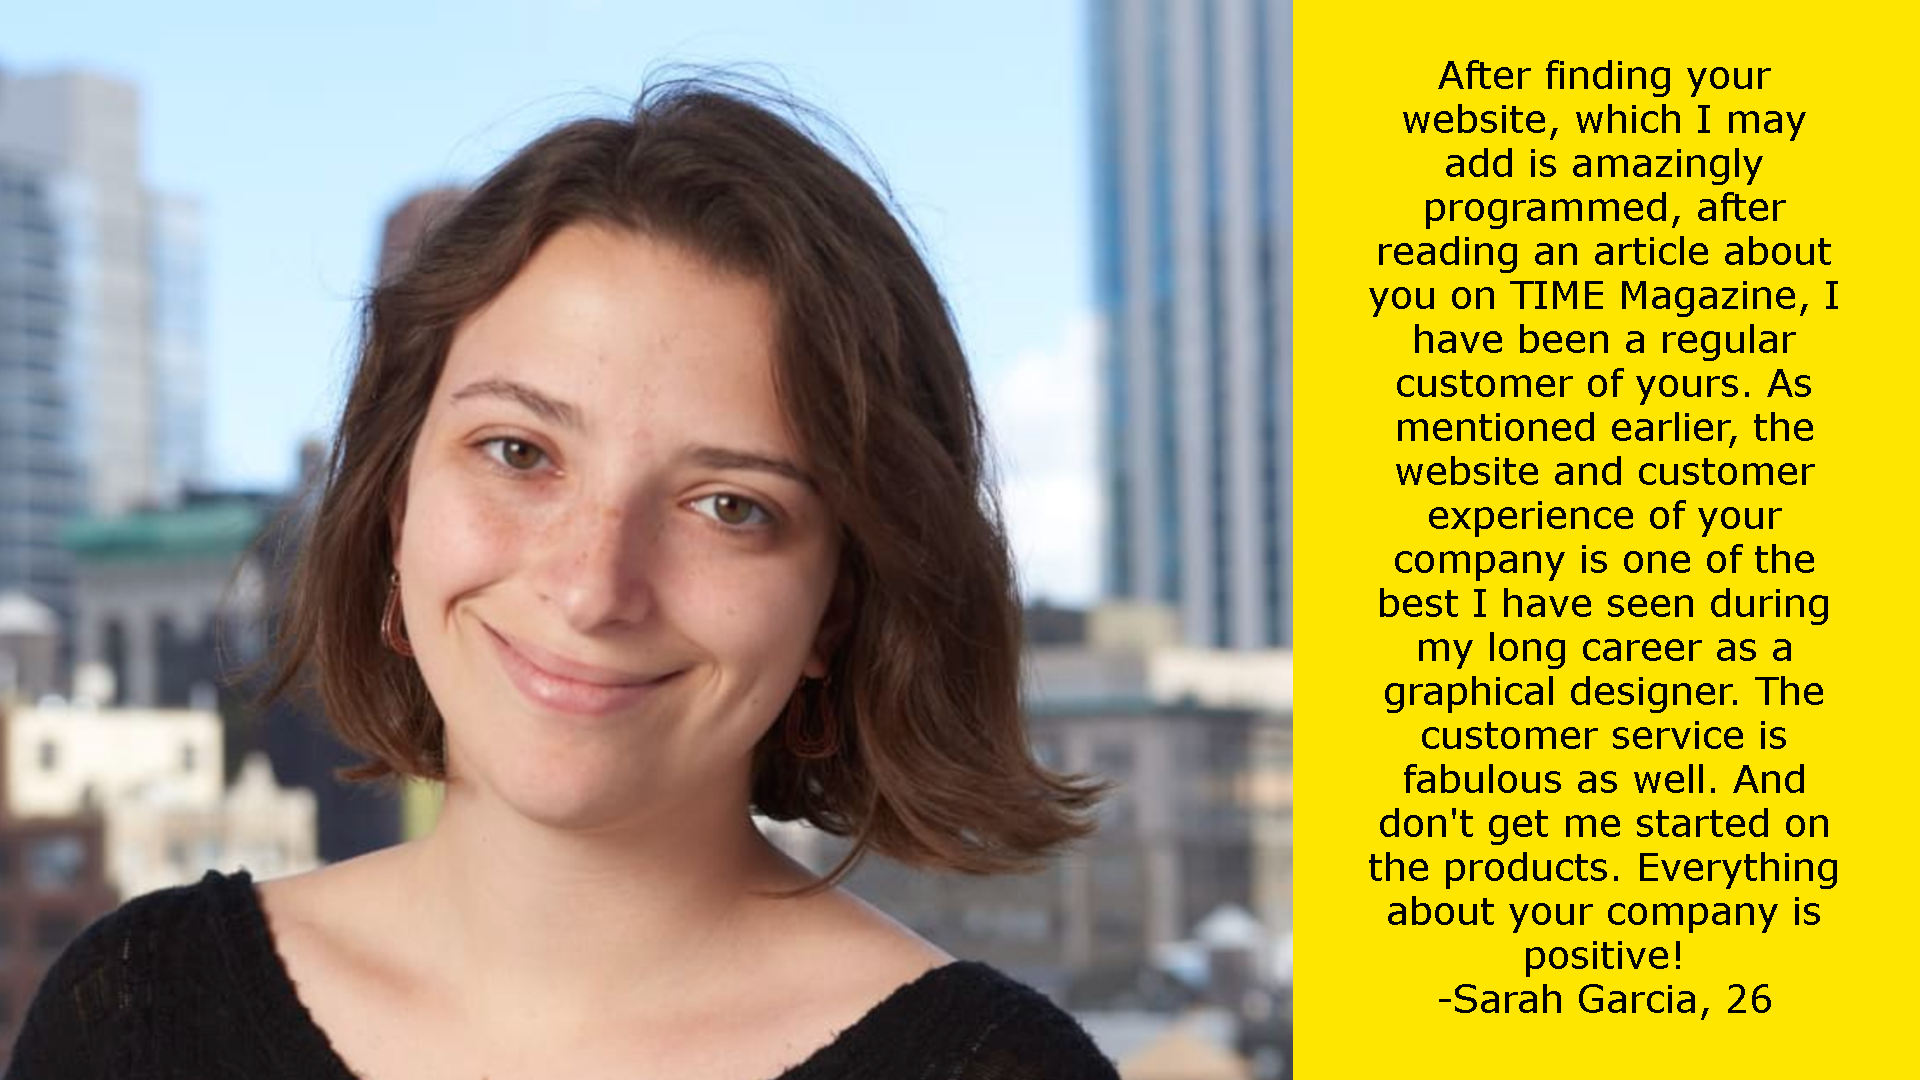 After finding your
website, which I may
add is amazingly
programmed, after
reading an article about
you on TIME Magazine, I
have been a regular
customer of yours. As
mentioned earlier, the
website and customer
experience of your
company is one of the
best I have seen during
my long career as a
graphical designer. The
customer service is
fabulous as well. And
don't get me started on
the products. Everything
about your company is
positive!
-Sarah Garcia, 26